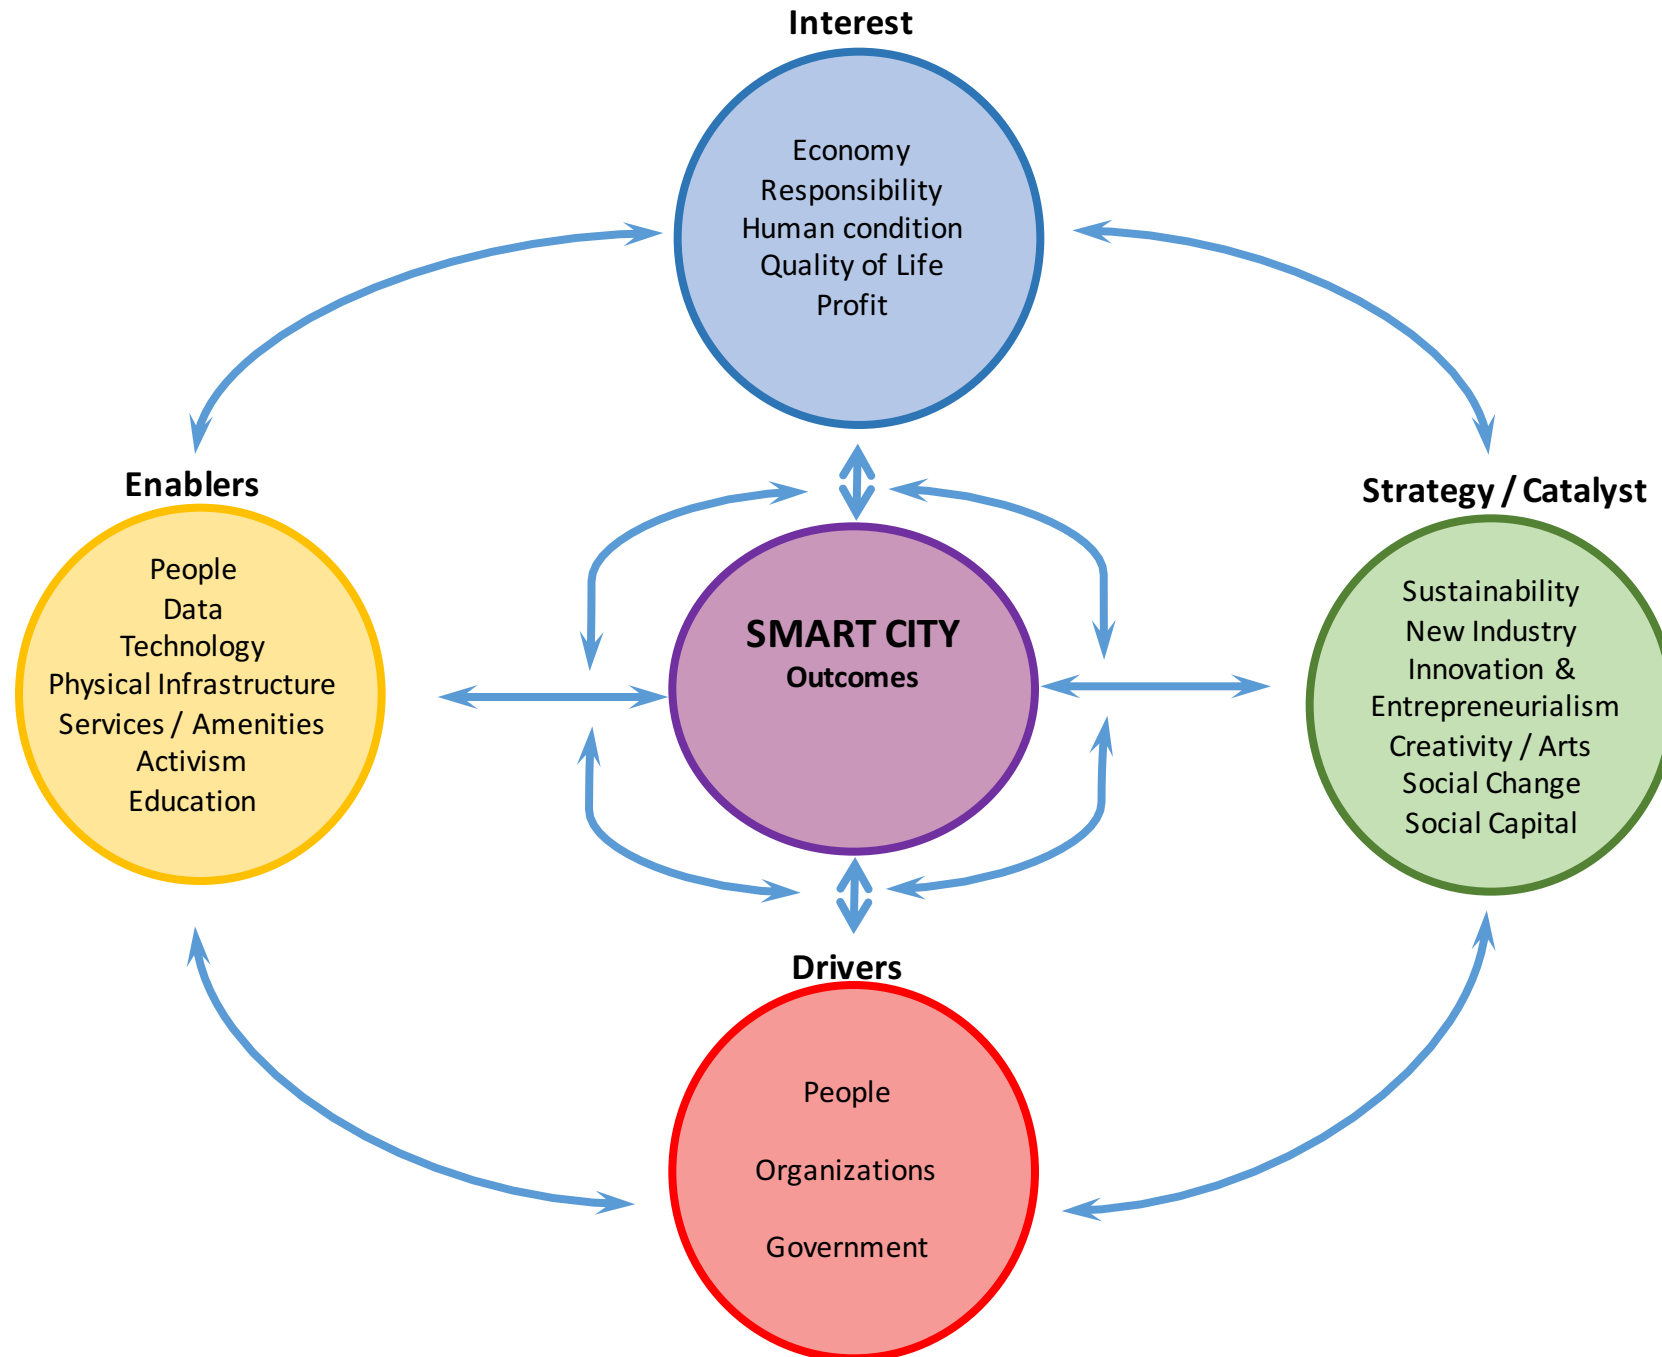 Interest
Economy
Responsibility
Human condition
Quality of Life
Profit
Enablers
People
Data
Technology
Physical Infrastructure
Services / Amenities
Activism
Education
SMART CITY
Outcomes
Strategy / Catalyst
Sustainability
New Industry
Innovation &
Entrepreneurialism
Creativity / Arts
Social Change
Social Capital
Drivers
People
Organizations
Government